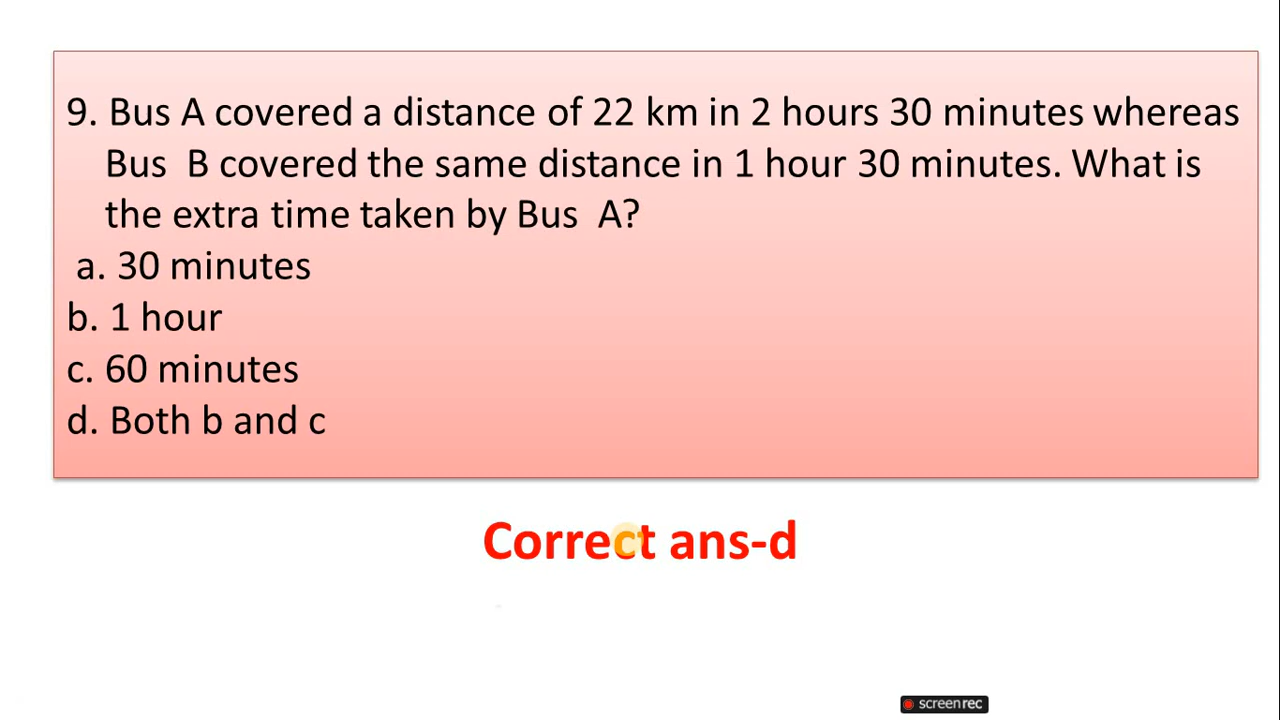 9. Bus A covered a distance of 22 km in 2 hours 30 minutes whereas
Bus B covered the same distance in 1 hour 30 minutes. What is
the extra time taken by Bus A?
a. 30 minutes
b. 1 hour
c. 60 minutes
d. Both b and c
Correct ans-d
screenrec